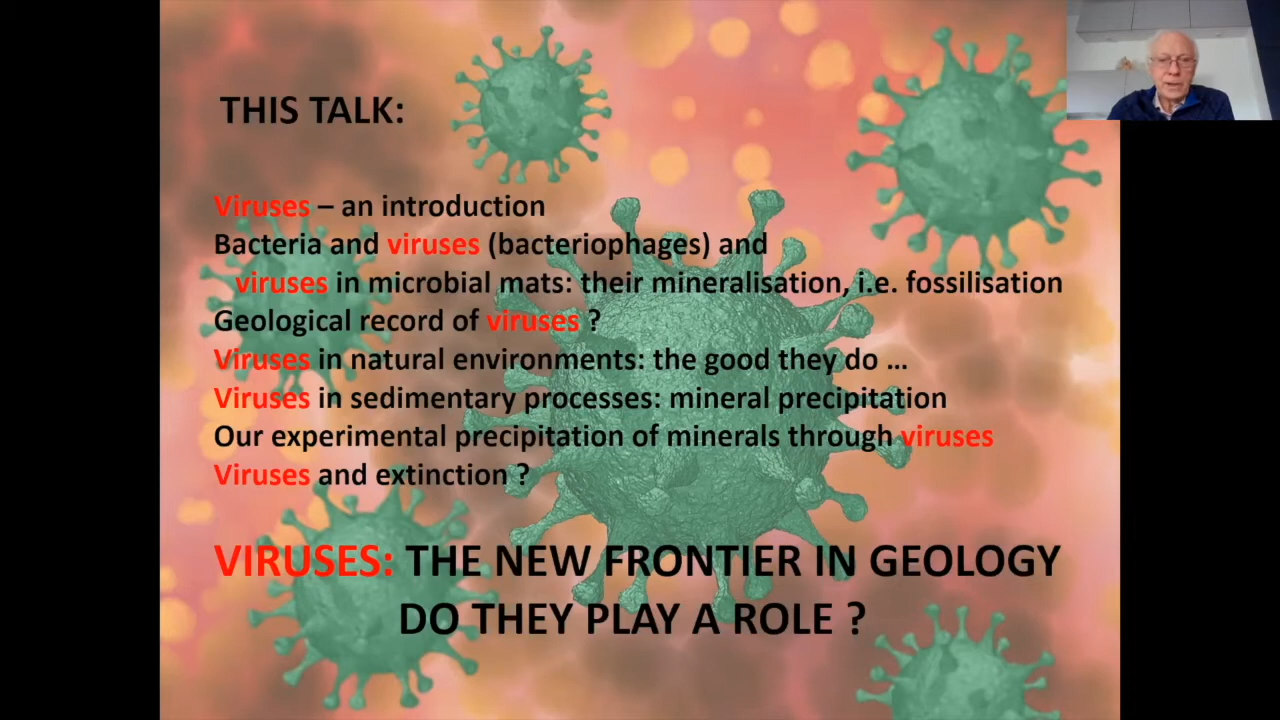 THIS TALK:
Viruses – an introduction
Bacteria and viruses (bacteriophages) and
viruses in microbial mats: their mineralisation, i.e. fossilisation
Geological record of viruses ?
Viruses in natural environments: the good they do ...
Viruses in sedimentary processes: mineral precipitation
Our experimental precipitation of minerals through viruses
Viruses and extinction ?
VIRUSES: THE NEW FRONTIER IN GEOLOGY
DO THEY PLAY A ROLE ?